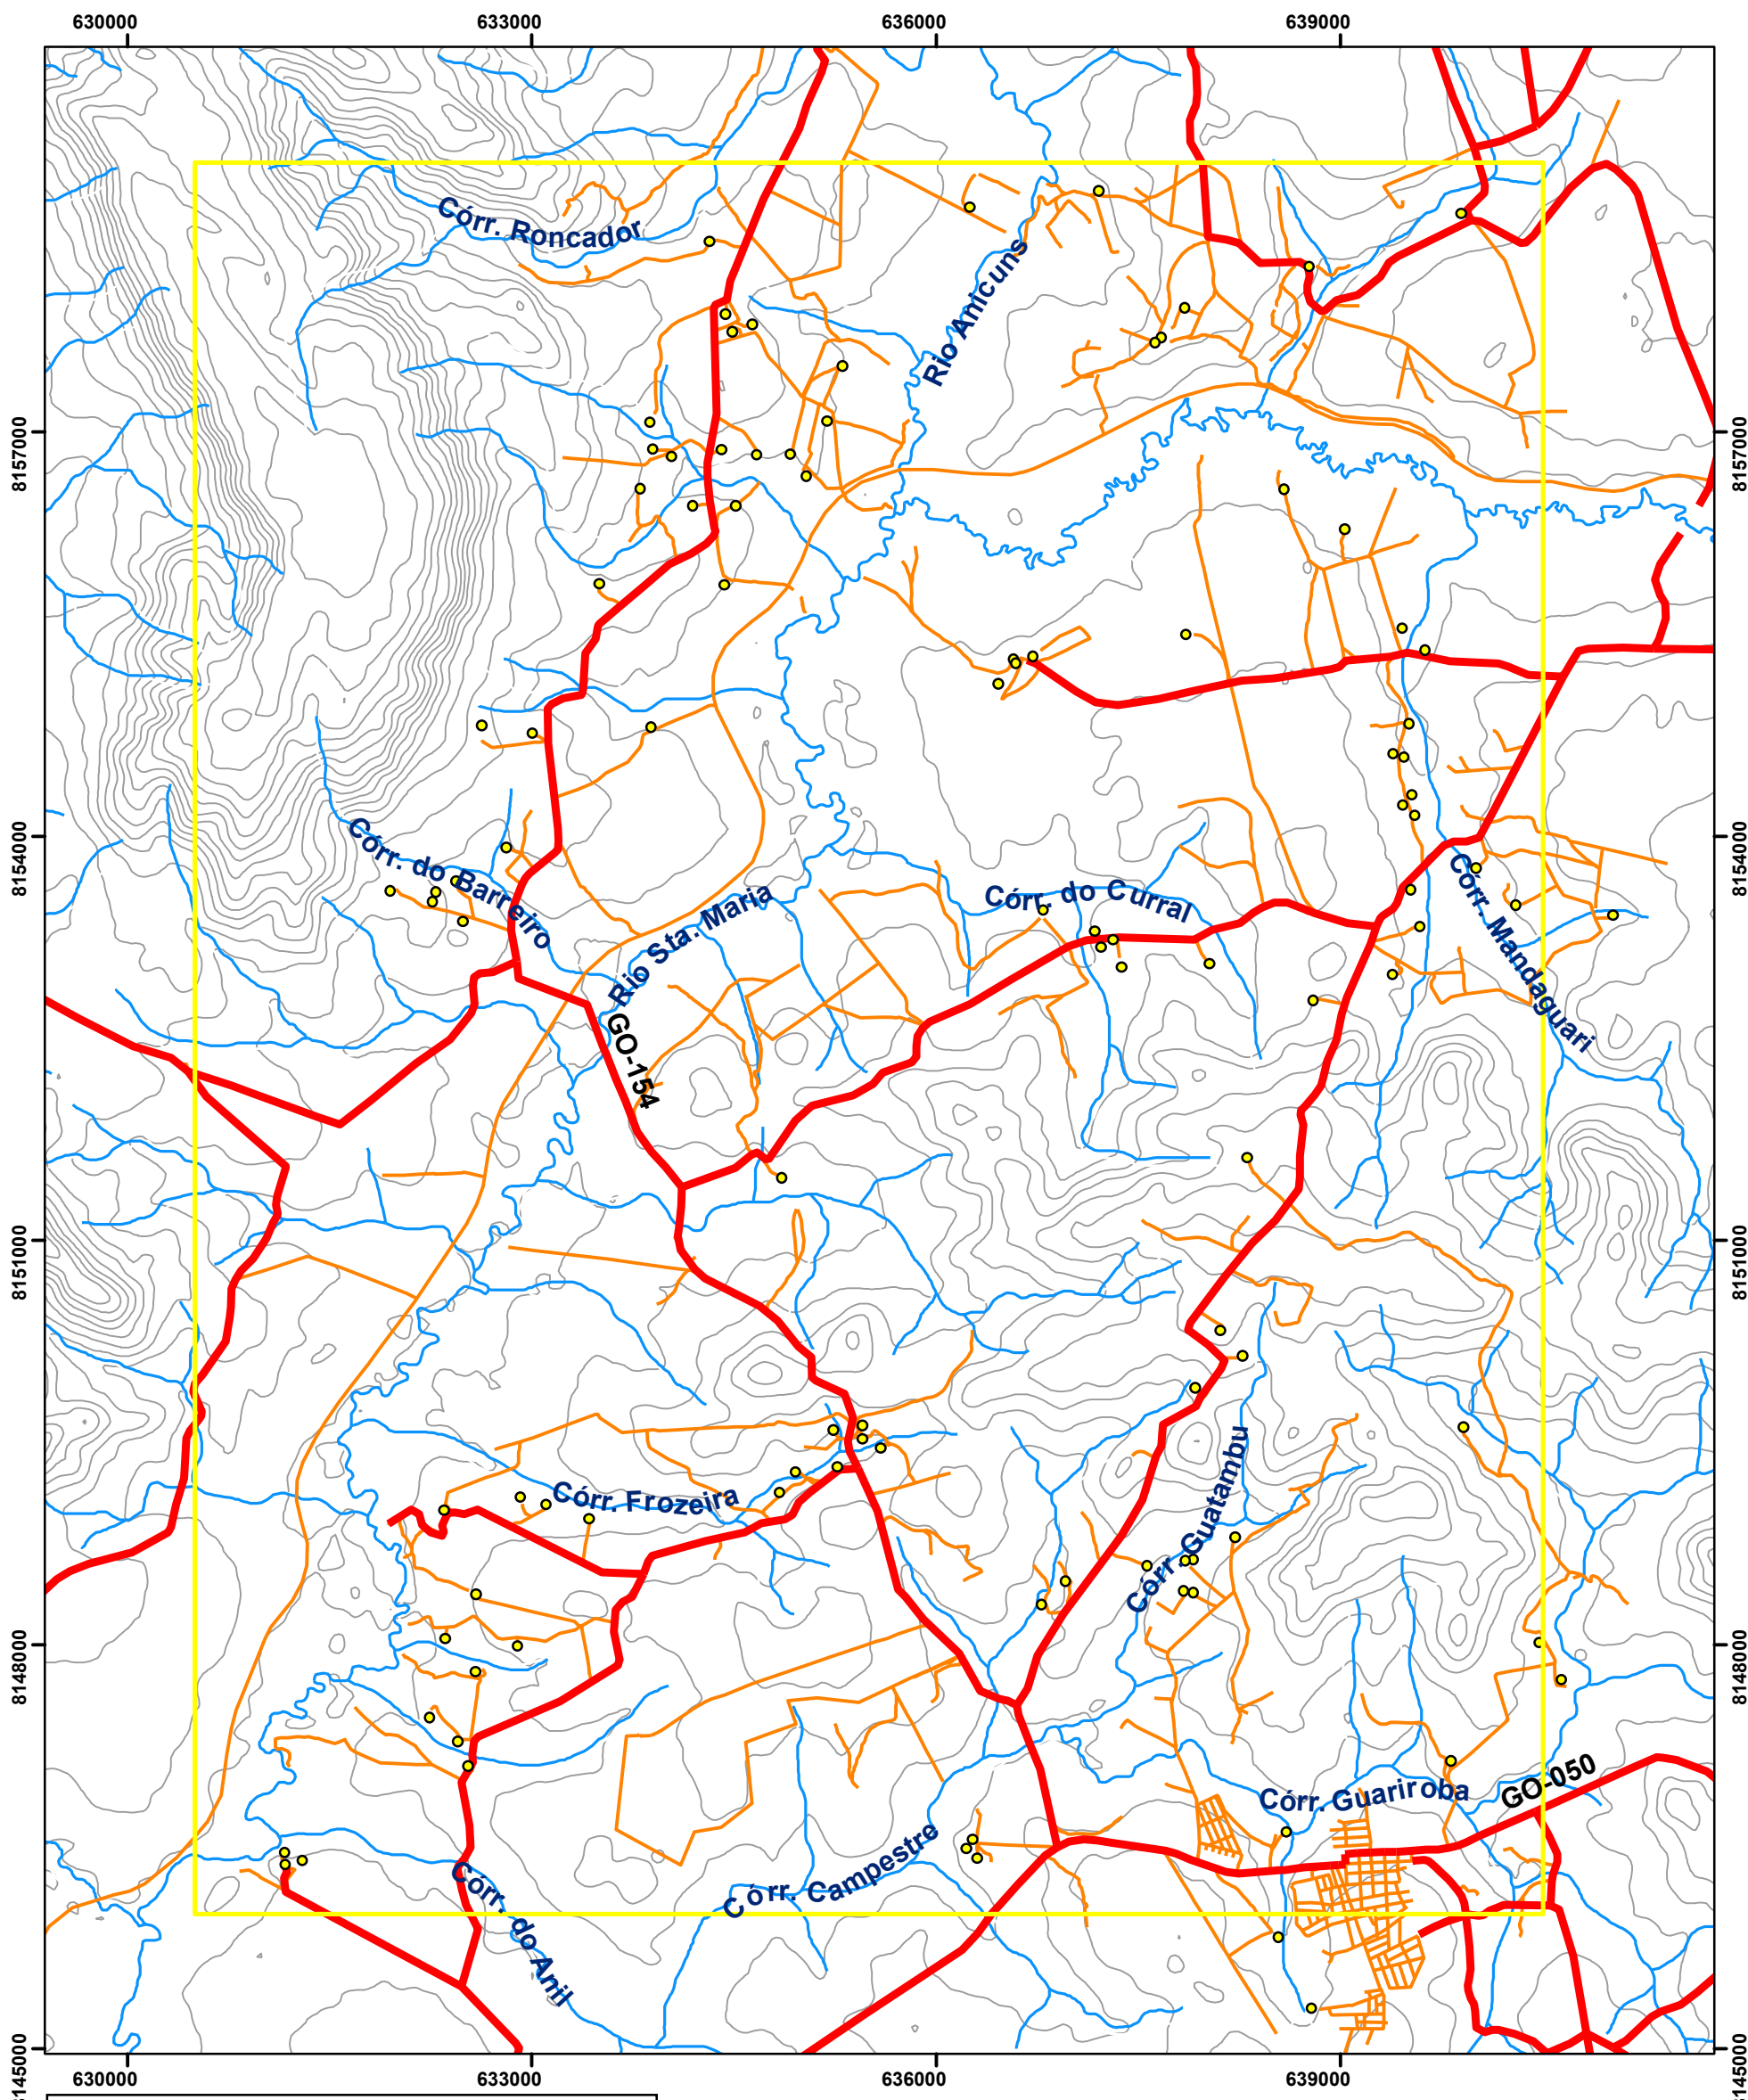 630000 633000 636000 639000
Córr. Roncador
Rio Anicuns
8157000 8157000
8154000 8154000
Córr. do Barreiro
Rio Sta. Maria
Córr. do Curral
Córr. Mandaguari
GO-154
8151000 8151000
Córr. Frozeira
Córr. Guatambu
8148000 8148000
GO-050
Córr. Guariroba
Córr. Campestre
Córr. do Anil
8145000 8145000
630000 633000 636000 639000